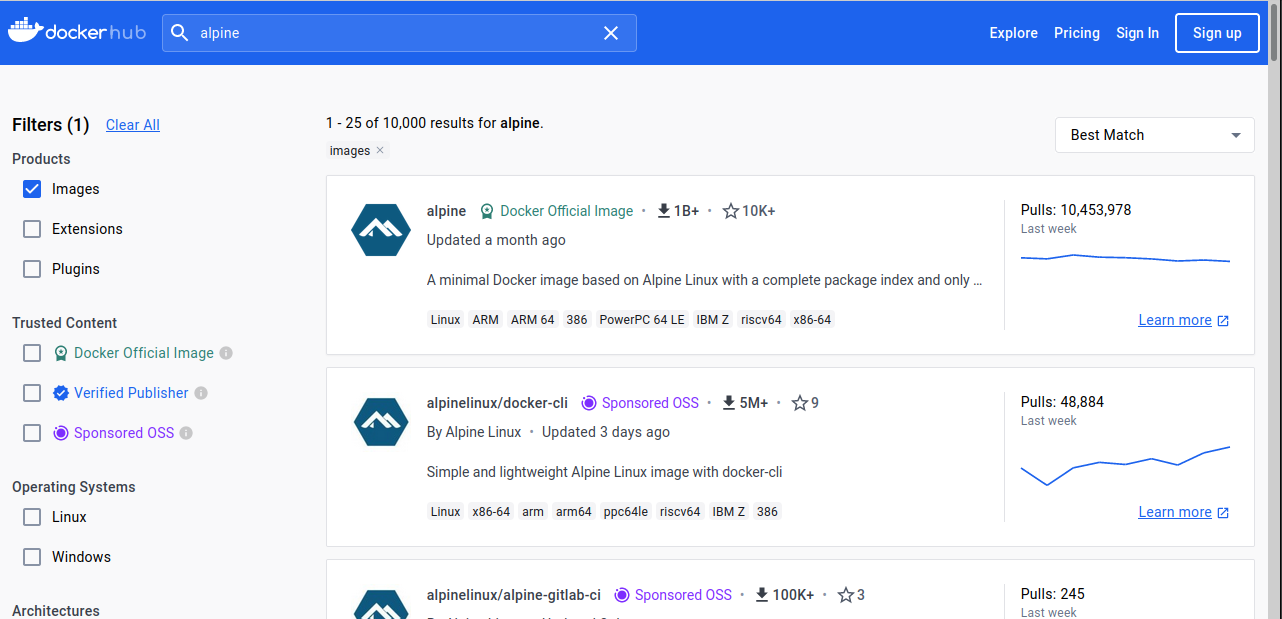 dockerhub
alpine
Explore Pricing Sign In Sign up
Filters (1) Clear All
Products
Images
Extensions
Plugins
Trusted Content
Docker Official Image
Verified Publisher
Sponsored OSS
Operating Systems
Linux
Windows
Architectures
1 - 25 of 10,000 results for alpine.
images
Best Match
alpine Docker Official Image • 1B+ • 10K+
Updated a month ago
A minimal Docker image based on Alpine Linux with a complete package index and only ...
Linux ARM ARM 64 386 PowerPC 64 LE IBM Z riscv64 x86-64
Pulls: 10,453,978
Last week
Learn more
alpinelinux/docker-cli Sponsored OSS • 5M+ • 9
By Alpine Linux • Updated 3 days ago
Simple and lightweight Alpine Linux image with docker-cli
Linux x86-64 arm arm64 ppc64le riscv64 IBM Z 386
Pulls: 48,884
Last week
Learn more
alpinelinux/alpine-gitlab-ci Sponsored OSS • 100K+ • 3
Pulls: 245
Last week